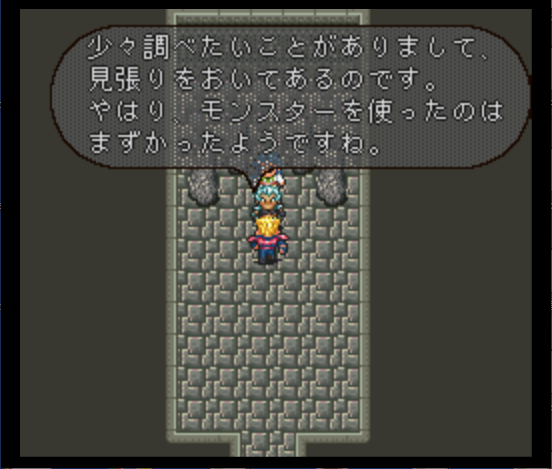 少々調べたいことがありまして、
見張りをおいてあるのです。
やはり、モンスターを使ったのは
まずかったようですね。